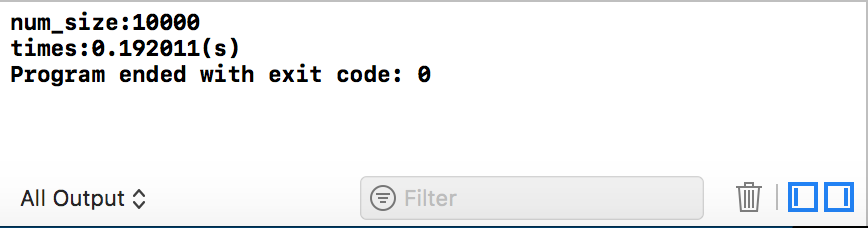 num_size:10000
times:0.192011(s)
Program ended with exit code: 0
All Output
Filter